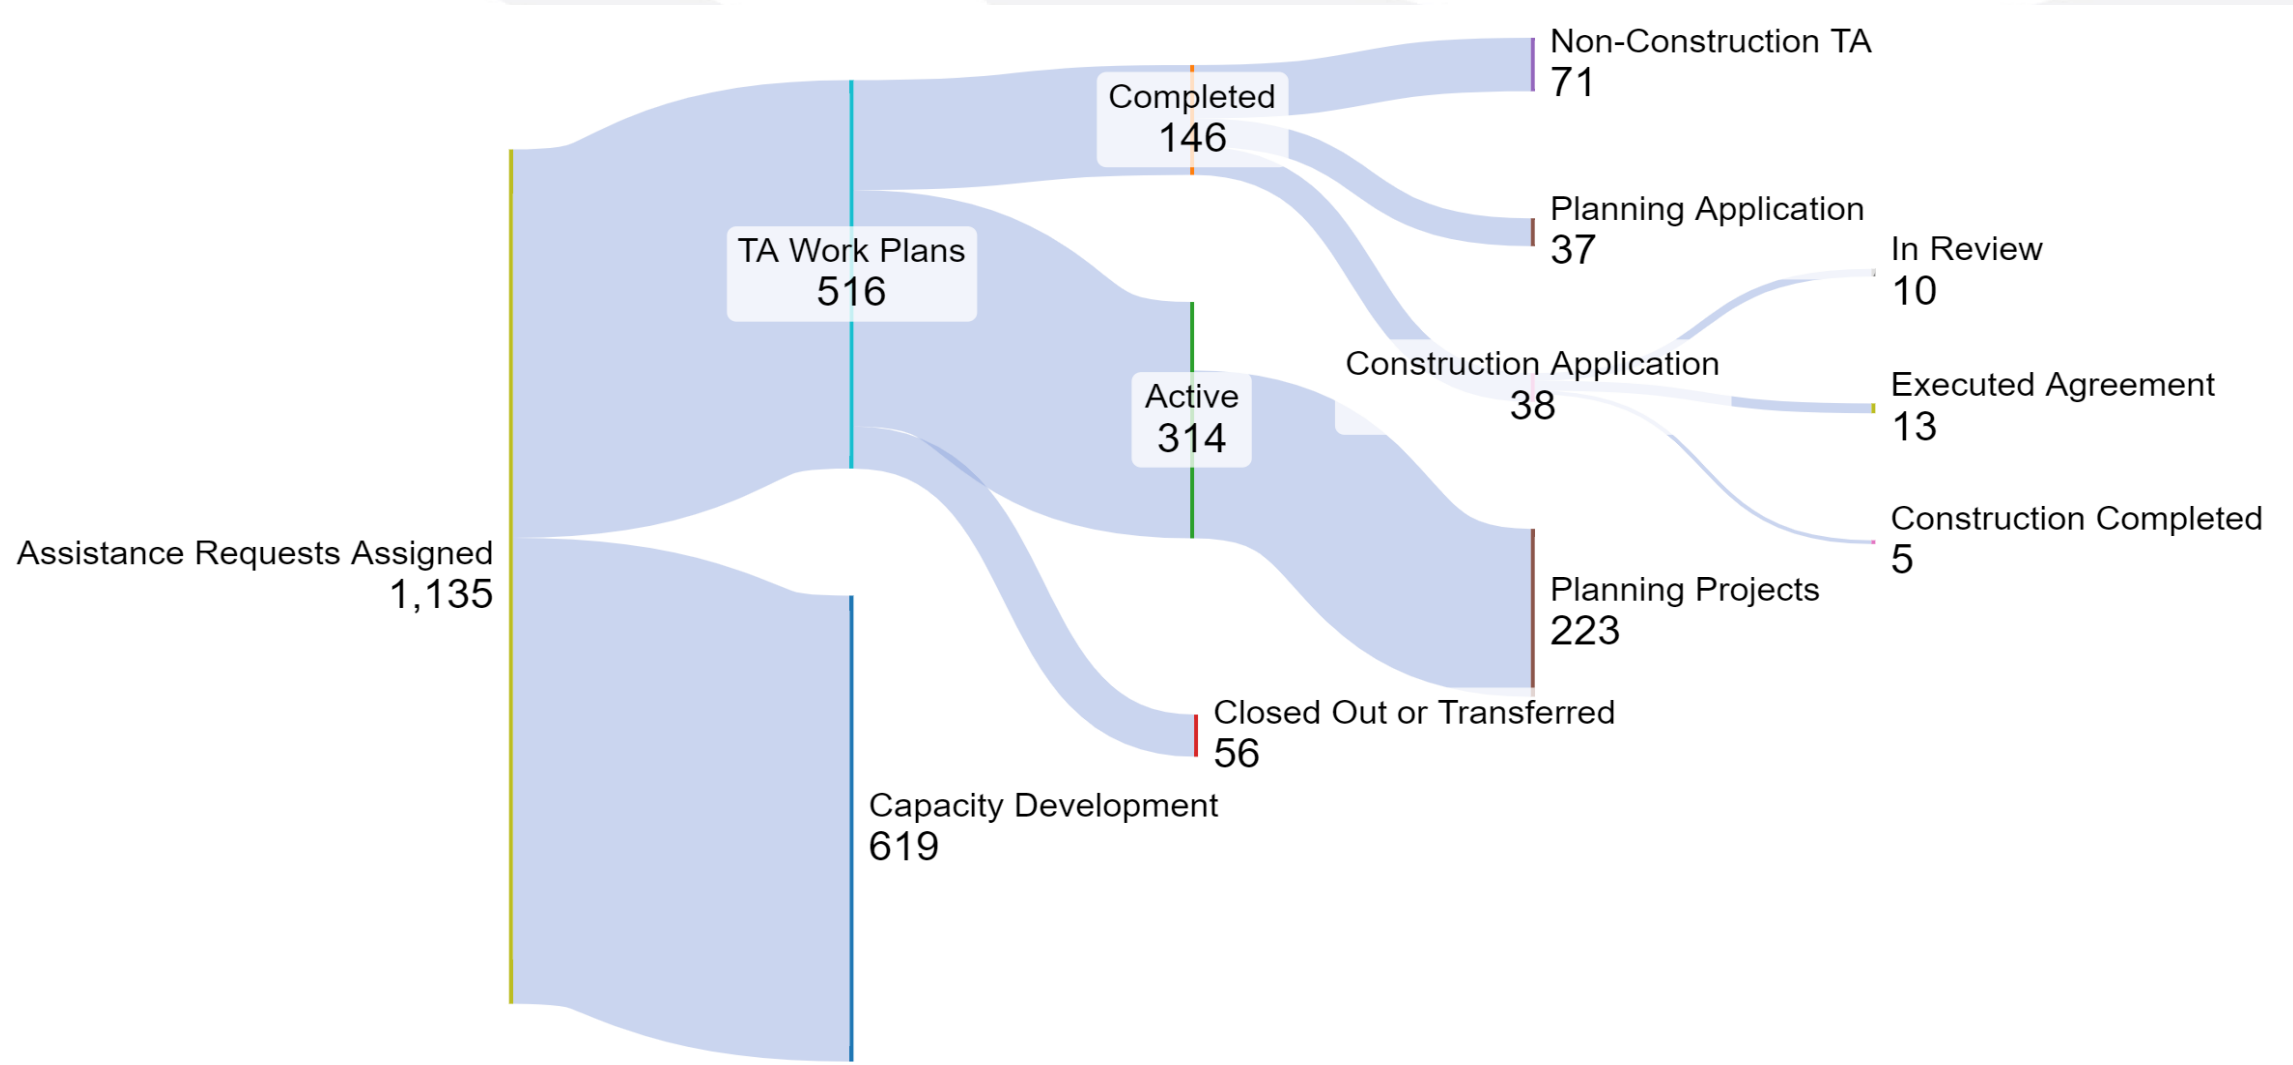 Non-Construction TA
71
Completed
146
Planning Application
37
TA Work Plans
516
In Review
10
Construction Application
38
Executed Agreement
13
Active
314
Construction Completed
5
Assistance Requests Assigned
1,135
Planning Projects
223
Closed Out or Transferred
56
Capacity Development
619